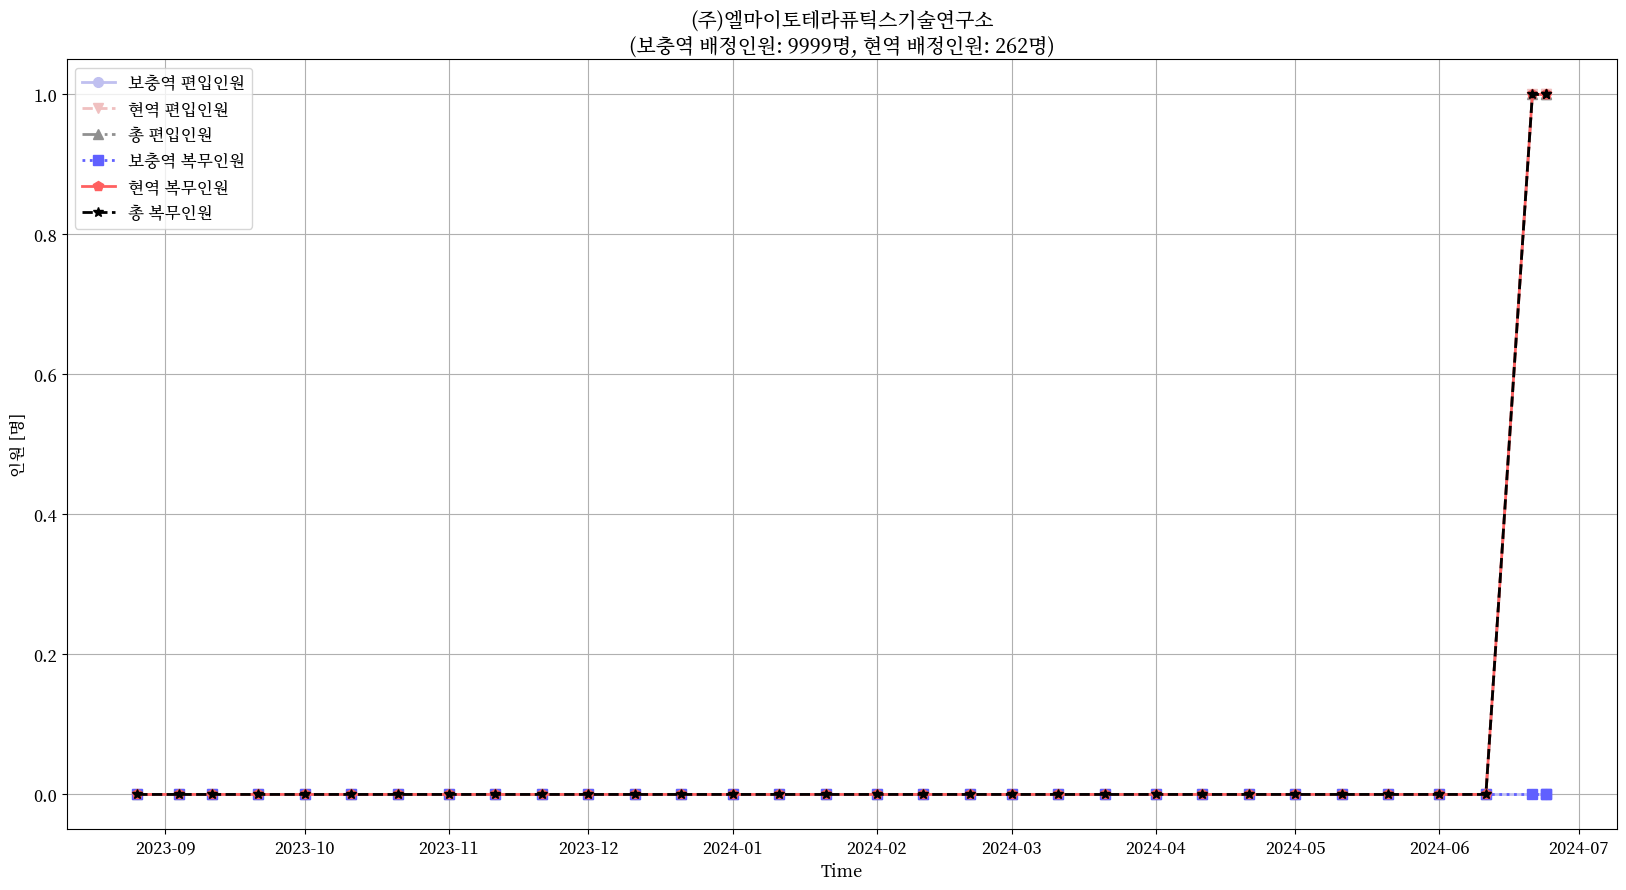 (주)엘마이토테라퓨틱스기술연구소
(보충역 배정인원: 9999명, 현역 배정인원: 262명)
보충역 편입인원
현역 편입인원
총 편입인원
보충역 복무인원
현역 복무인원
총 복무인원
1.0
0.8
0.6
0.4
0.2
0.0
인원 [명]
2023-09
2023-10
2023-11
2023-12
2024-01
2024-02
2024-03
2024-04
2024-05
2024-06
2024-07
Time